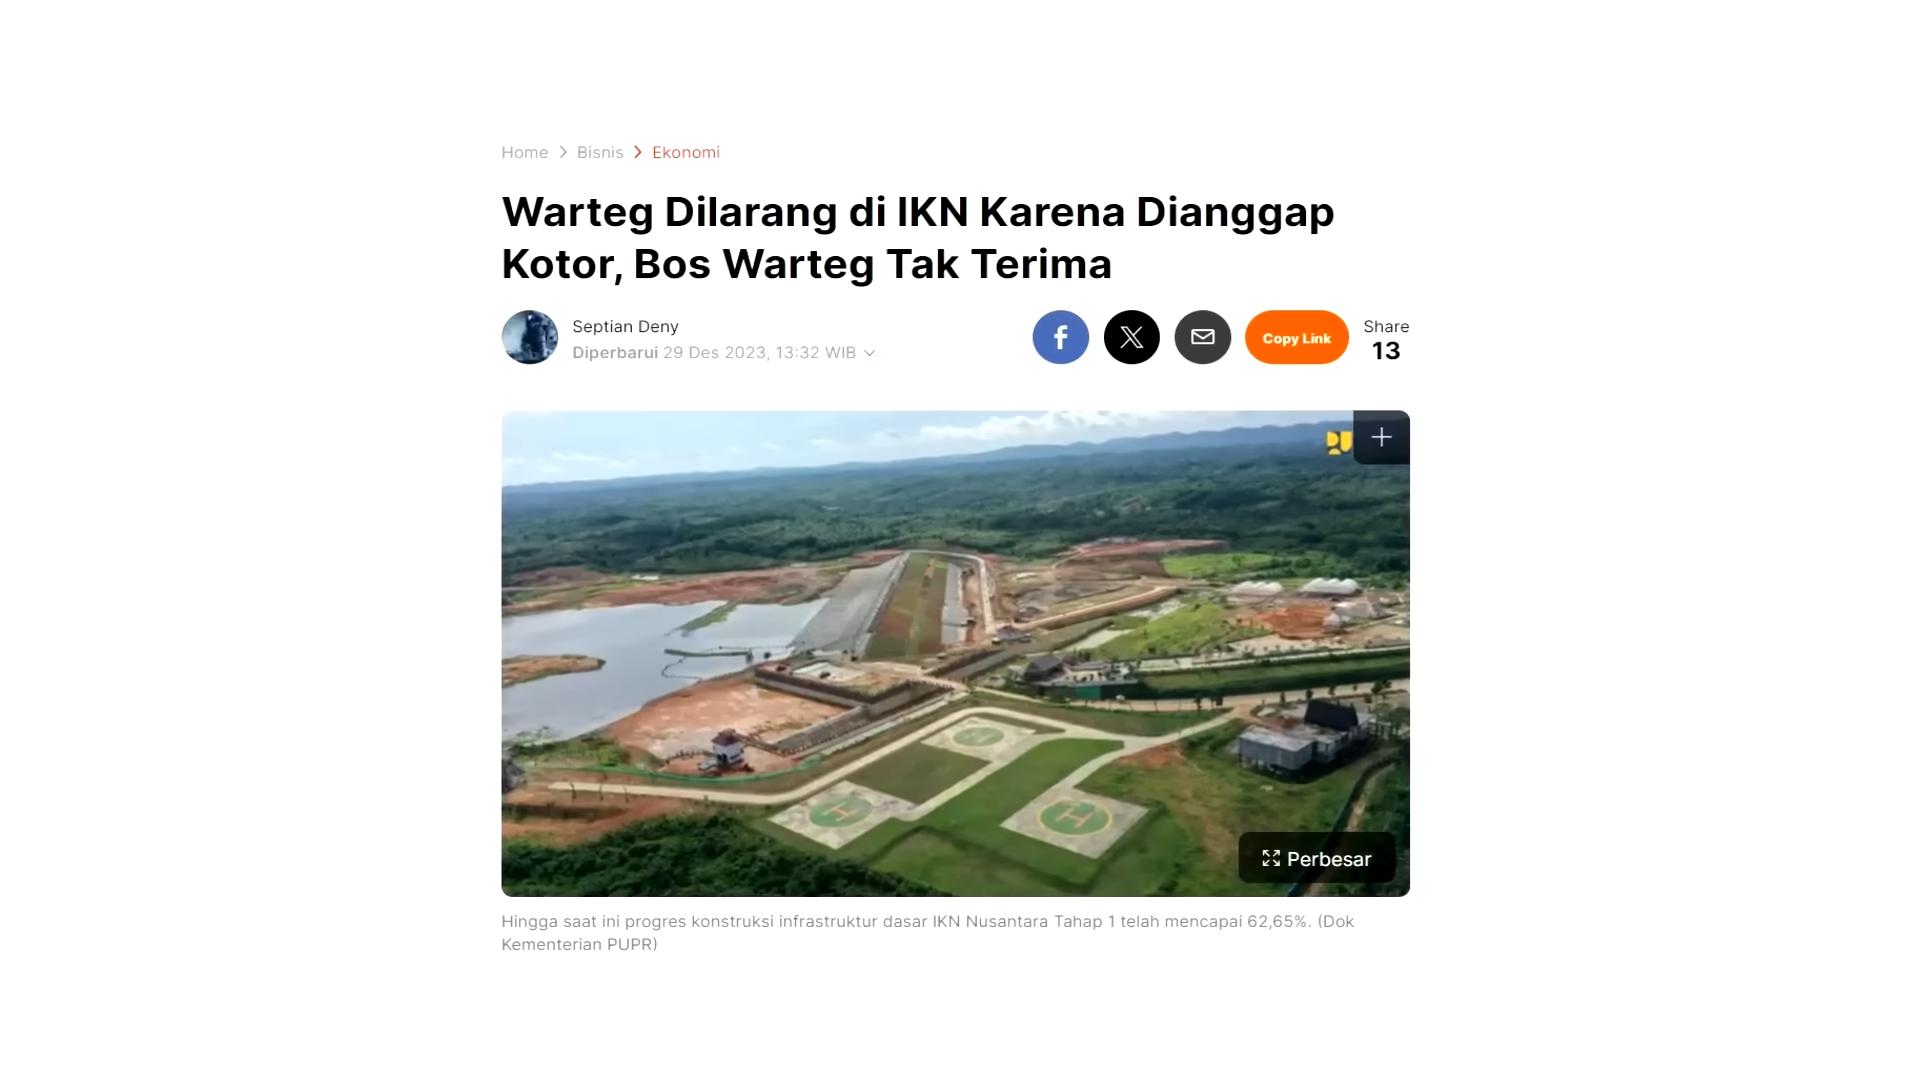 Home > Bisnis > Ekonomi
Warteg Dilarang di IKN Karena Dianggap
Kotor, Bos Warteg Tak Terima
Septian Deny
Diperbarui 29 Des 2023, 13:32 WIB
Copy Link
Share
13
H
H
H
Perbesar
Hingga saat ini progres konstruksi infrastruktur dasar IKN Nusantara Tahap 1 telah mencapai 62,65%. (Dok
Kementerian PUPR)